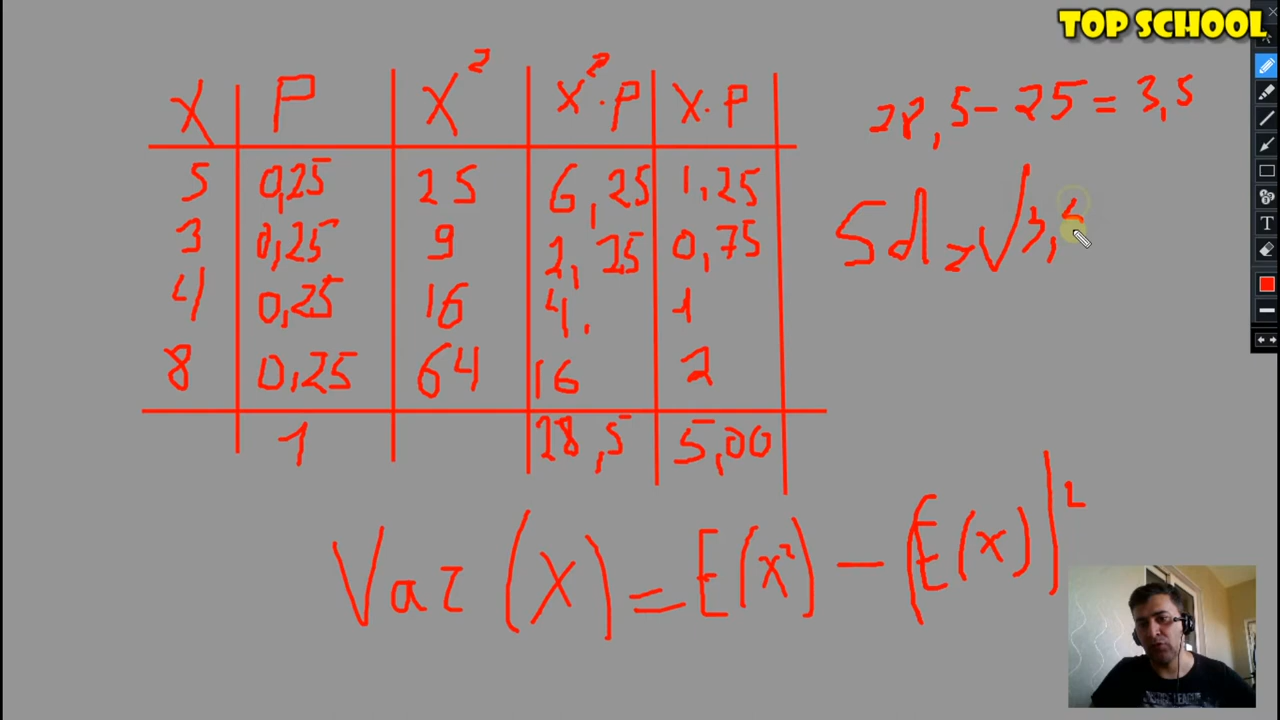 TOP SCHOOL
X P X² X²·P X·P
5 0,25 25 6,25 1,25
3 0,25 9 2,25 0,75
4 0,25 16 4. 1
8 0,25 64 16 2
1 28,5 5,00
28,5-25=3,5
Sd=√3,5
Var(X)=E(x²)-(E(x))²